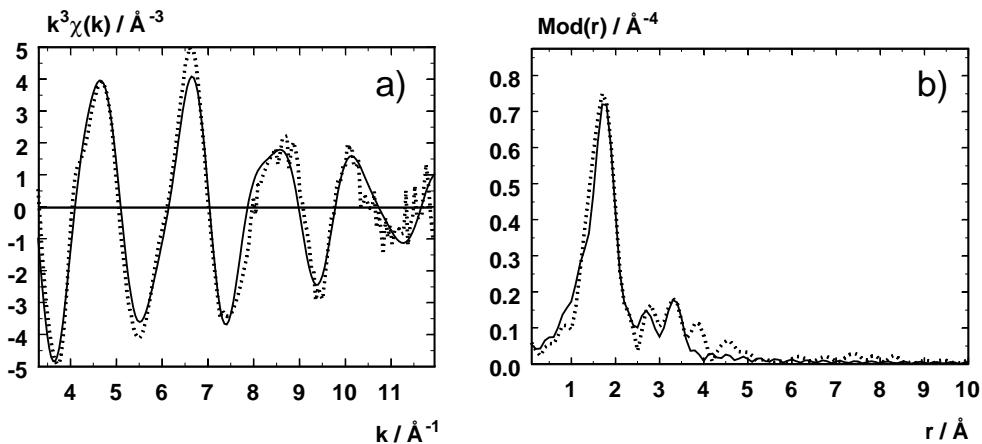 k³χ(k) / Å⁻³
a)
5
4
3
2
1
0
-1
-2
-3
-4
-5
4 5 6 7 8 9 10 11
k / Å⁻¹
Mod(r) / Å⁻⁴
b)
0.8
0.7
0.6
0.5
0.4
0.3
0.2
0.1
0.0
1 2 3 4 5 6 7 8 9 10
r / Å